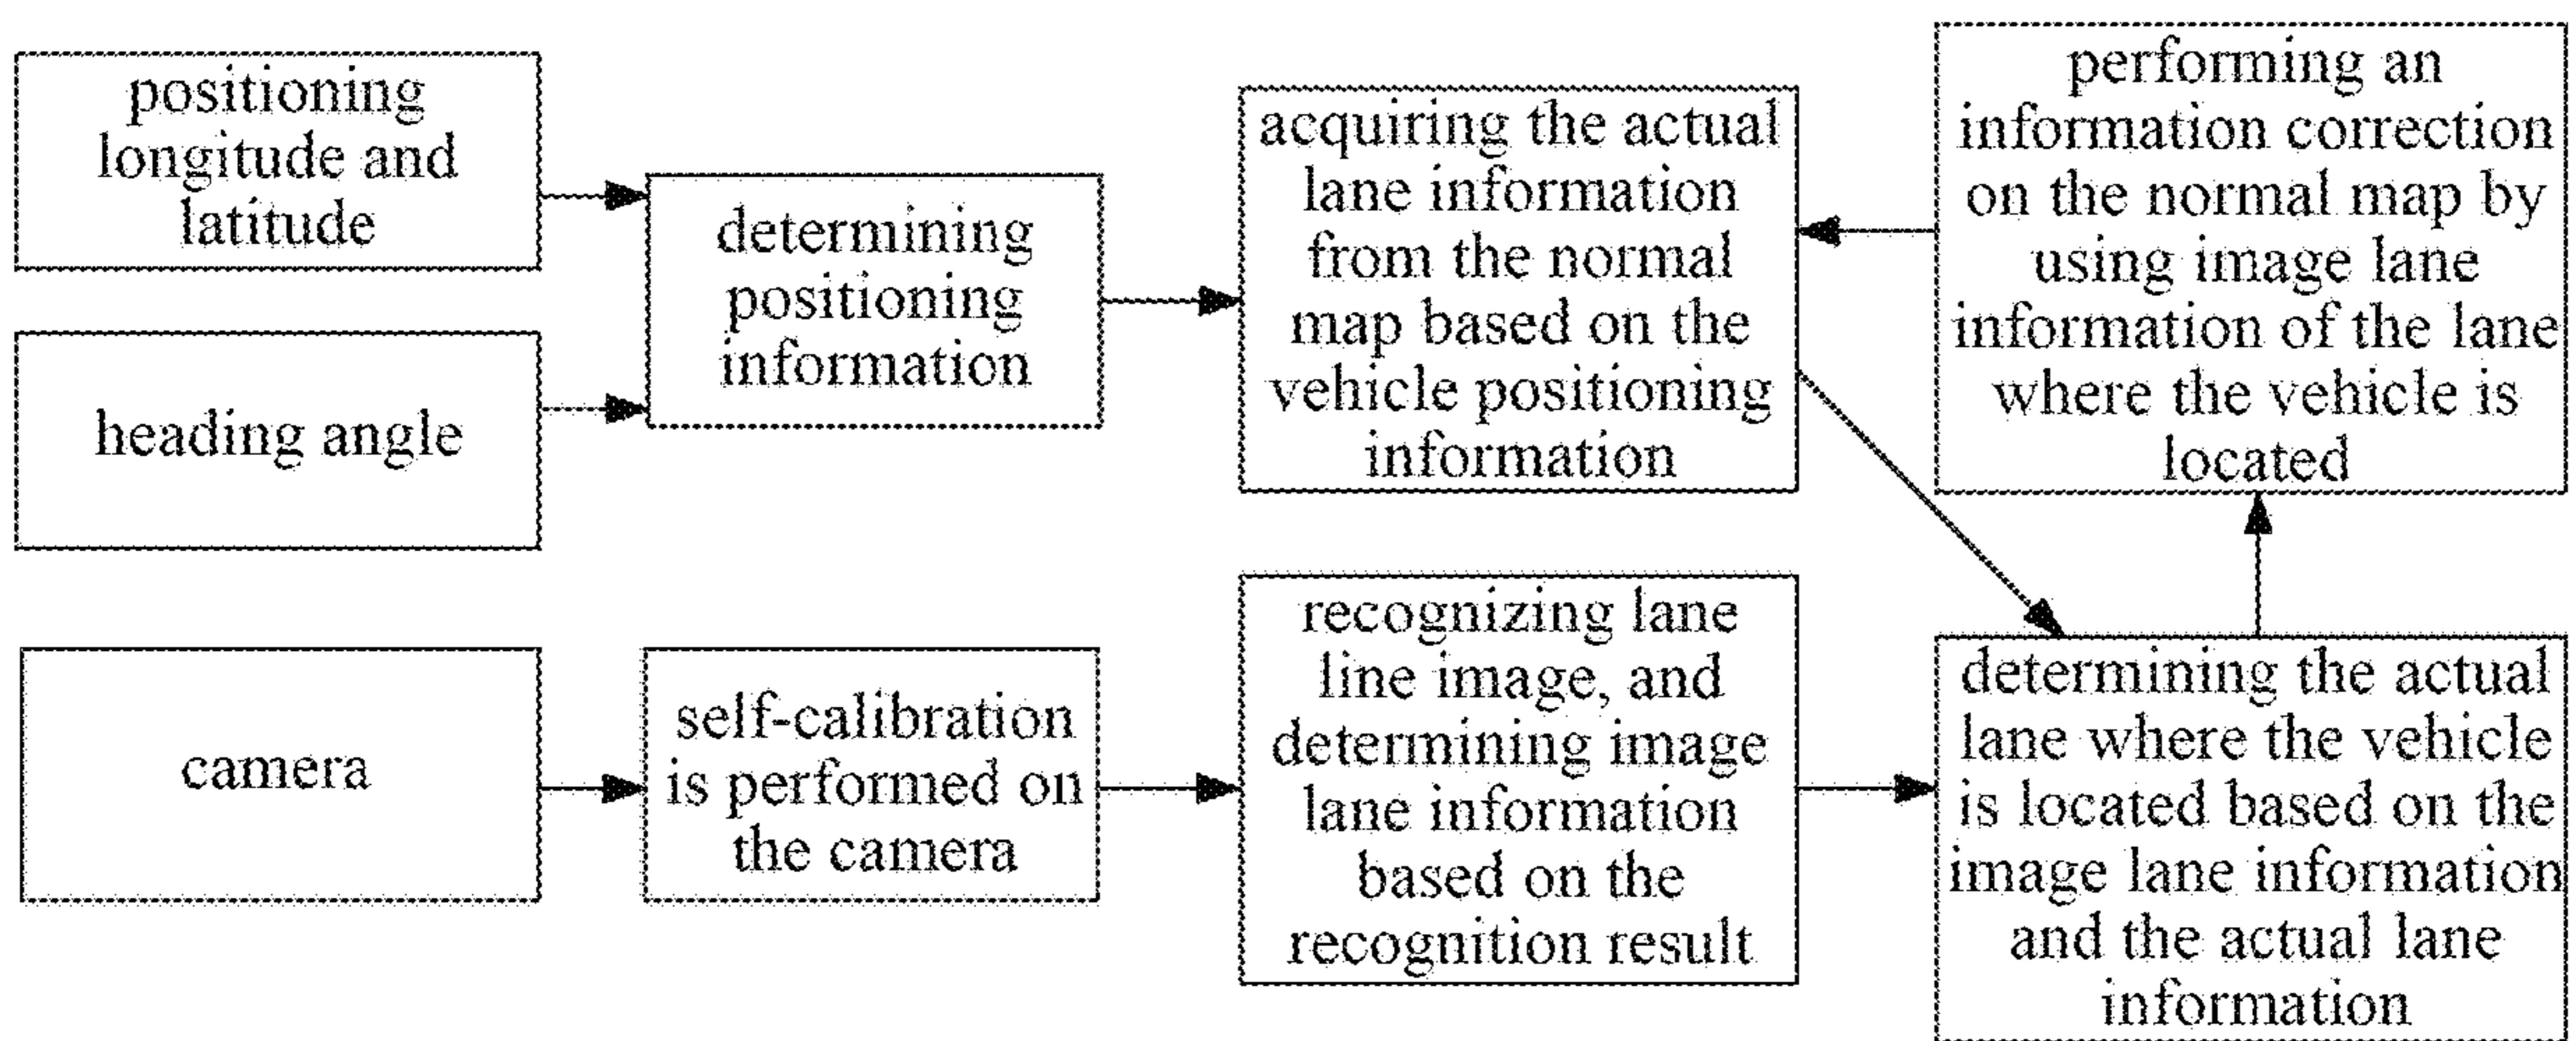 positioning
longitude and
latitude
heading angle
determining
positioning
information
acquiring the actual
lane information
from the normal
map based on the
vehicle positioning
information
performing an
information correction
on the normal map by
using image lane
information of the lane
where the vehicle is
located
camera
self-calibration
is performed on
the camera
recognizing lane
line image, and
determining image
lane information
based on the
recognition result
determining the actual
lane where the vehicle
is located based on the
image lane information
and the actual lane
information